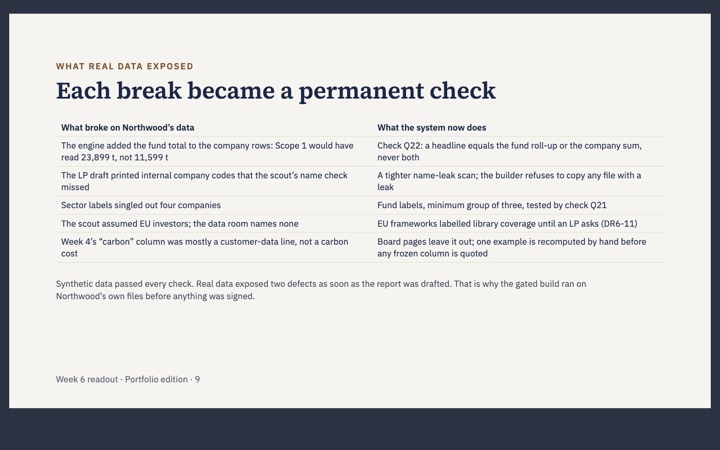 WHAT REAL DATA EXPOSED
Each break became a permanent check
What broke on Northwood’s data
What the system now does
The engine added the fund total to the company rows: Scope 1 would have
read 23,899 t, not 11,599 t
Check Q22: a headline equals the fund roll-up or the company sum,
never both
The LP draft printed internal company codes that the scout’s name check
missed
A tighter name-leak scan; the builder refuses to copy any file with a
leak
Sector labels singled out four companies
Fund labels, minimum group of three, tested by check Q21
The scout assumed EU investors; the data room names none
EU frameworks labelled library coverage until an LP asks (DR6-11)
Week 4’s “carbon” column was mostly a customer-data line, not a carbon
cost
Board pages leave it out; one example is recomputed by hand before
any frozen column is quoted
Synthetic data passed every check. Real data exposed two defects as soon as the report was drafted. That is why the gated build ran on
Northwood’s own files before anything was signed.
Week 6 readout · Portfolio edition · 9